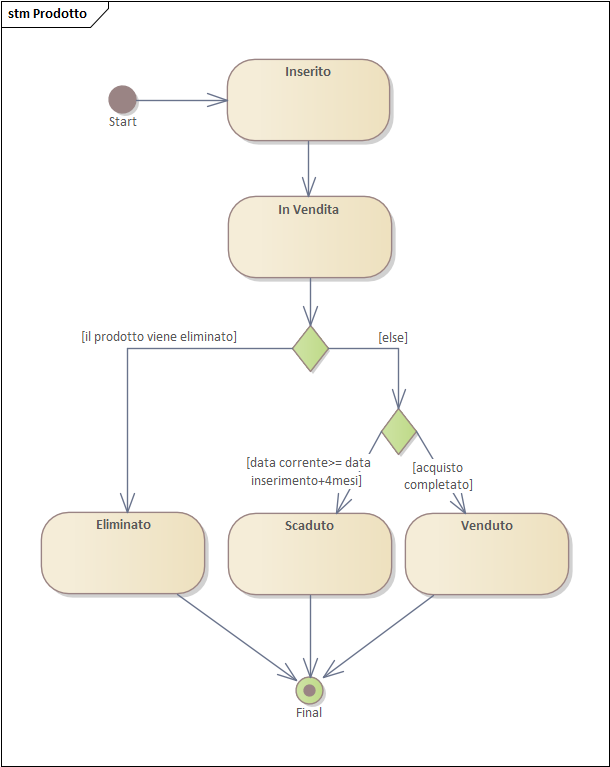 stm Prodotto
Inserito
Start
In Vendita
[il prodotto viene eliminato]
[else]
[data corrente>= data
inserimento+4mesi]
[acquisto
completato]
Eliminato
Scaduto
Venduto
Final